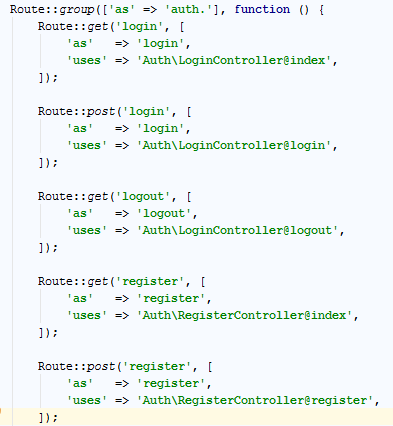 Route::group(['as' => 'auth.'], function () {
    Route::get('login', [
        'as'   => 'login',
        'uses' => 'Auth\LoginController@index',
    ]);

    Route::post('login', [
        'as'   => 'login',
        'uses' => 'Auth\LoginController@login',
    ]);

    Route::get('logout', [
        'as'   => 'logout',
        'uses' => 'Auth\LoginController@logout',
    ]);

    Route::get('register', [
        'as'   => 'register',
        'uses' => 'Auth\RegisterController@index',
    ]);

    Route::post('register', [
        'as'   => 'register',
        'uses' => 'Auth\RegisterController@register',
    ]);